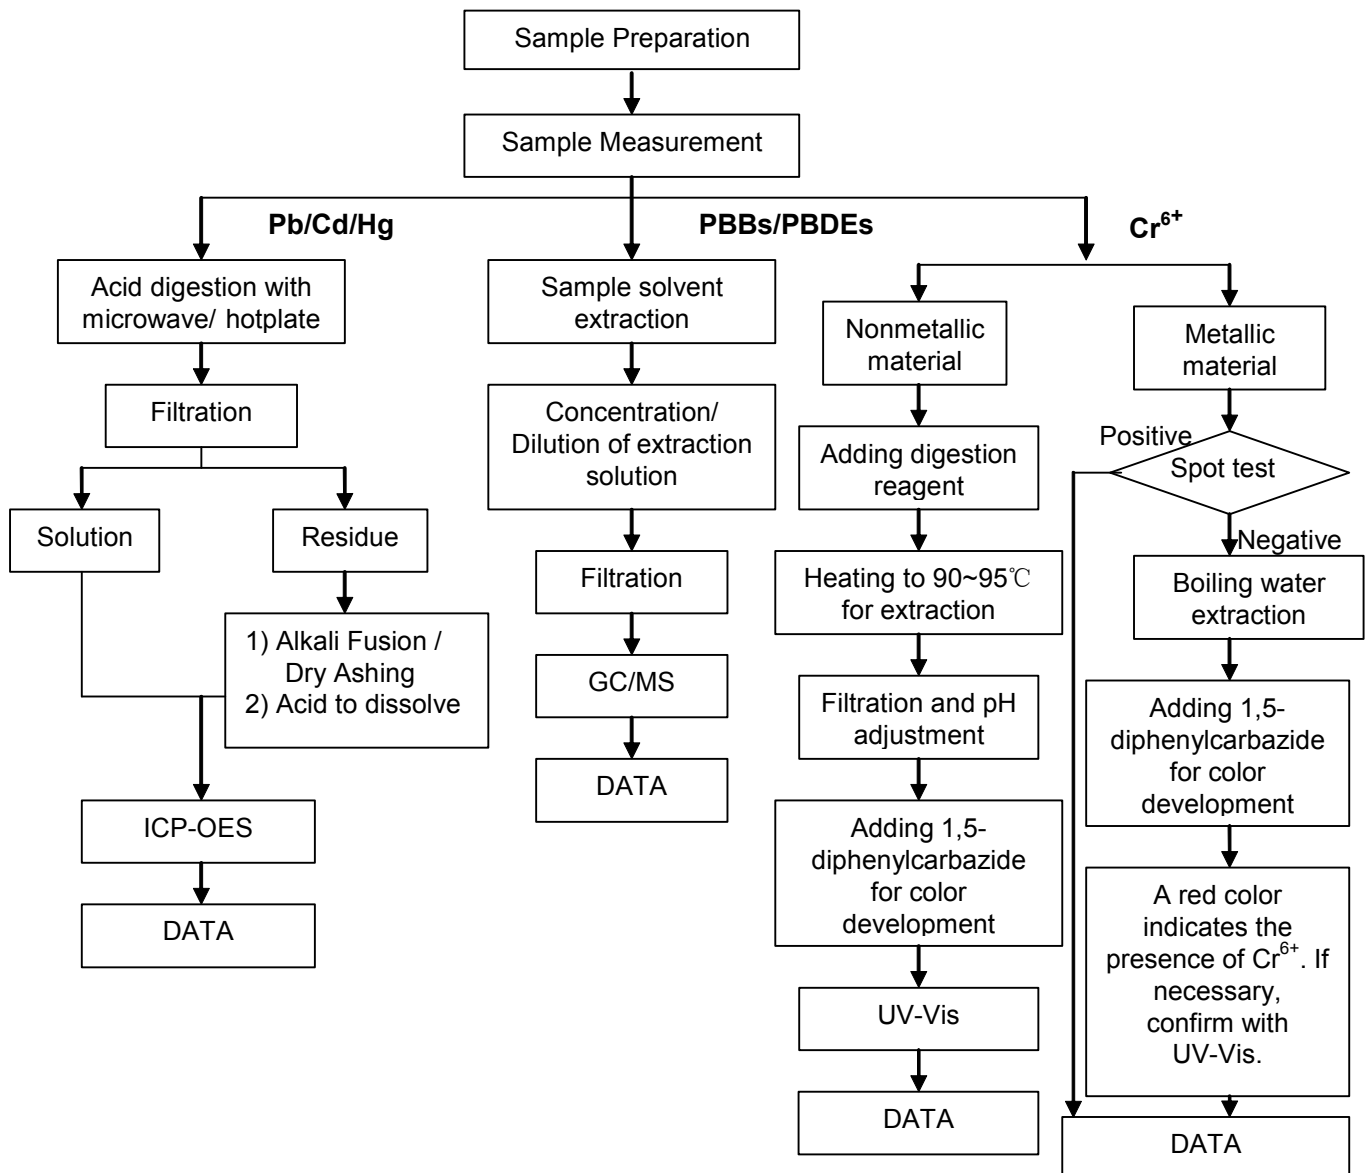 Sample Preparation
Sample Measurement
Pb/Cd/Hg
PBBs/PBDEs
Cr⁶⁺
Acid digestion with
microwave/ hotplate
Filtration
Solution
Residue
1) Alkali Fusion /
Dry Ashing
2) Acid to dissolve
ICP-OES
DATA
Sample solvent
extraction
Concentration/
Dilution of extraction
solution
Filtration
GC/MS
DATA
Nonmetallic
material
Adding digestion
reagent
Heating to 90~95℃
for extraction
Filtration and pH
adjustment
Adding 1,5-
diphenylcarbazide
for color
development
UV-Vis
DATA
Metallic
material
Positive
Spot test
Negative
Boiling water
extraction
Adding 1,5-
diphenylcarbazide
for color
development
A red color
indicates the
presence of Cr⁶⁺. If
necessary,
confirm with
UV-Vis.
DATA